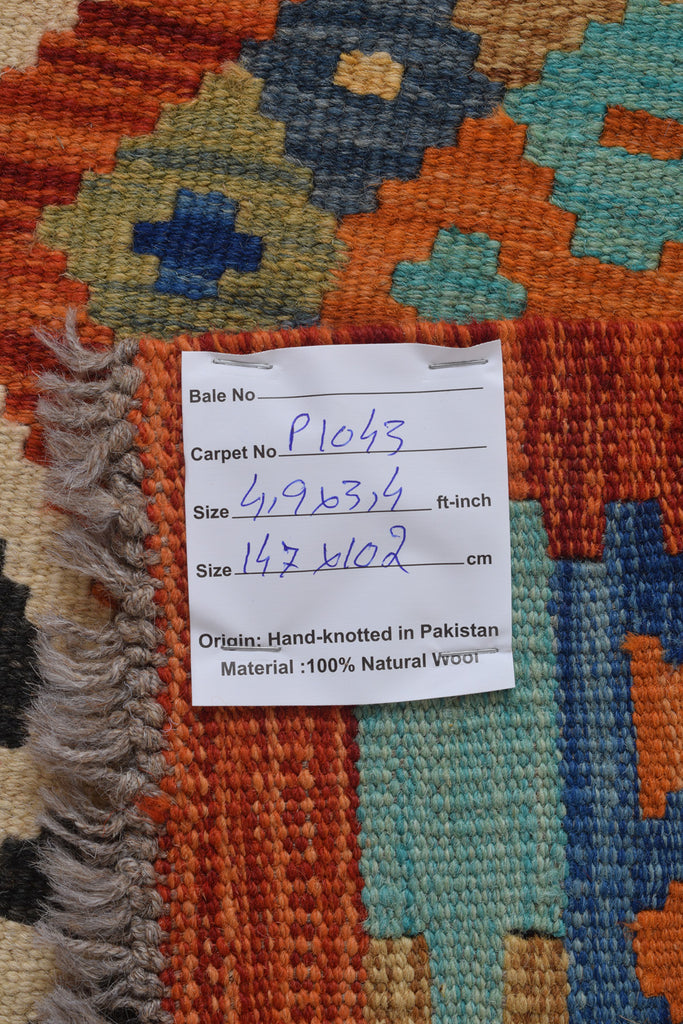 Bale No
Carpet No P1043
Size 4,9x3,4 ft-inch
Size 147x102 cm
Origin: Hand-knotted in Pakistan
Material :100% Natural Wool